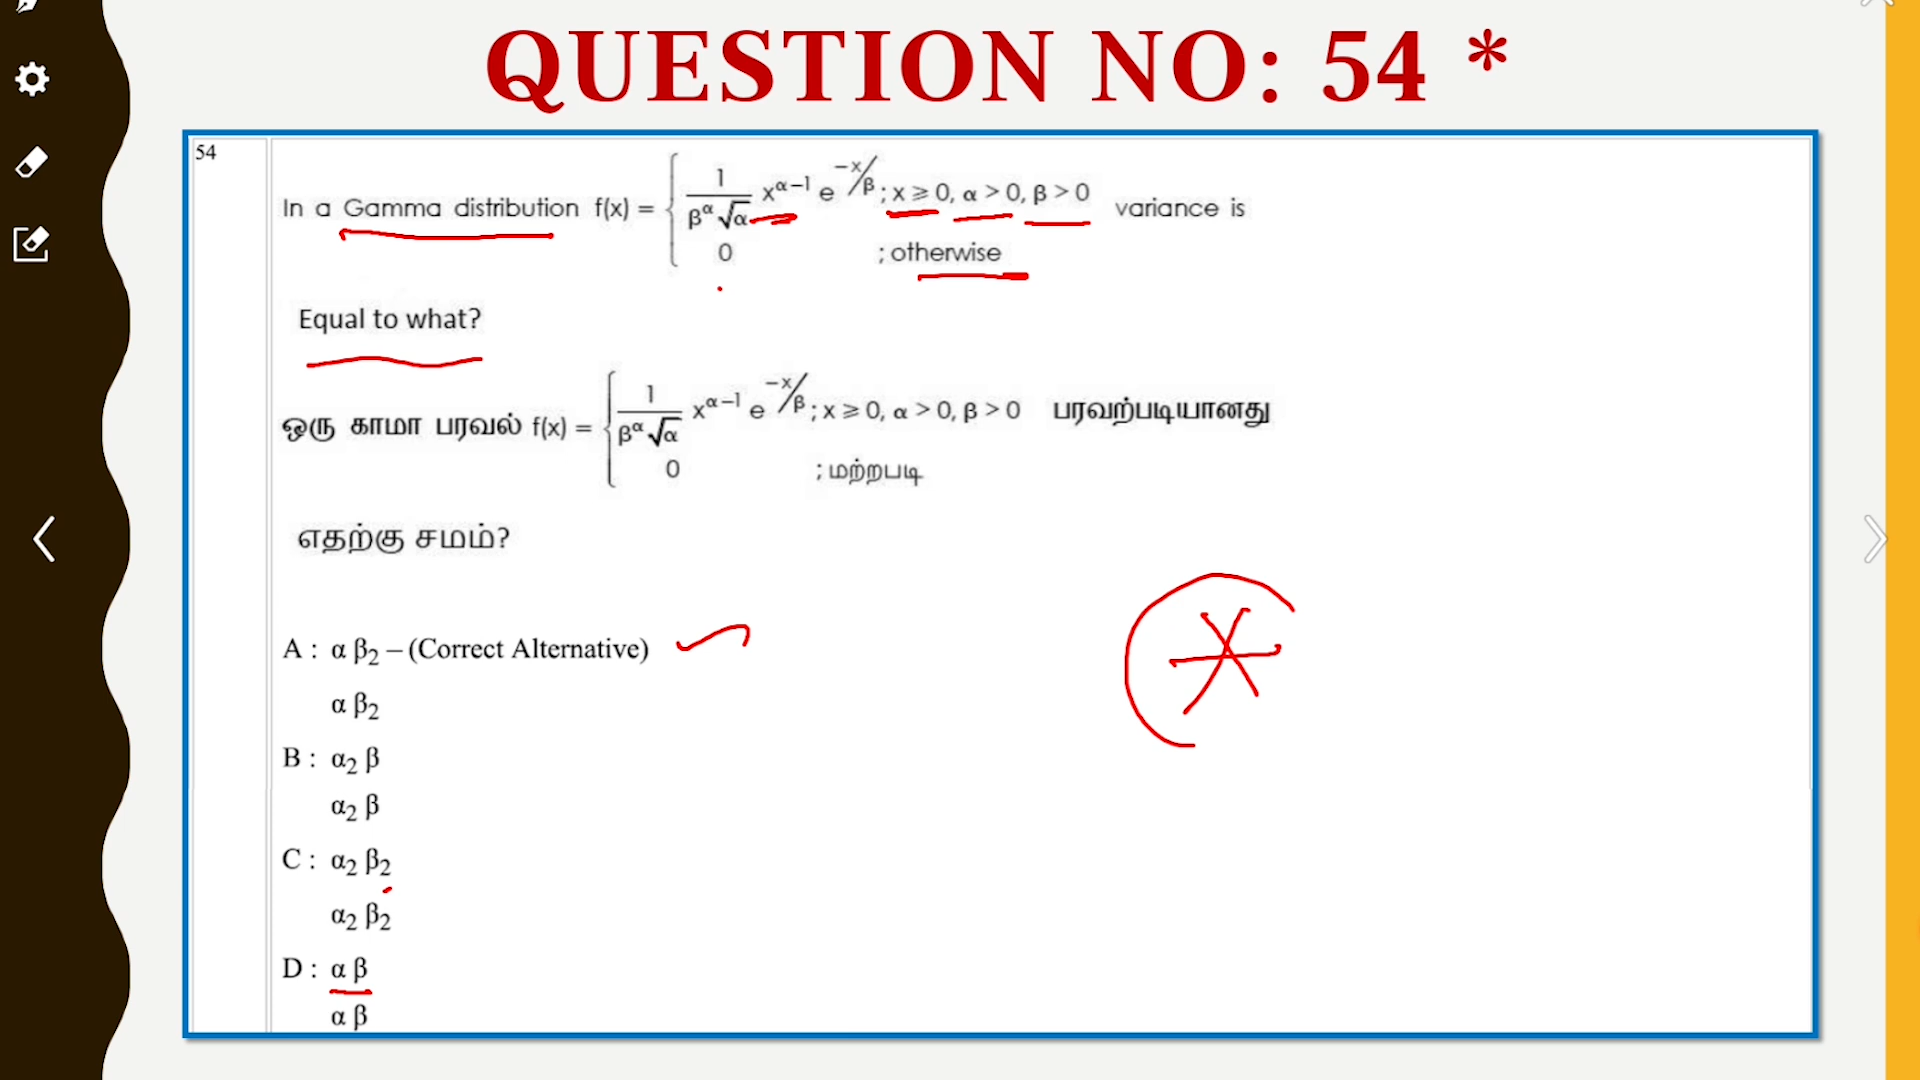 QUESTION NO: 54 *
54
In a Gamma distribution f(x) = { 1/(β^α √α) x^(α−1) e^(−x/β) ; x ≥ 0, α > 0, β > 0 variance is
0 ; otherwise
Equal to what?
ஒரு காமா பரவல் f(x) = { 1/(β^α √α) x^(α−1) e^(−x/β) ; x ≥ 0, α > 0, β > 0 பரவற்படியானது
0 ; மற்றபடி
எதற்கு சமம்?
A : α β₂ – (Correct Alternative)
α β₂
B : α₂ β
α₂ β
C : α₂ β₂
α₂ β₂
D : α β
α β